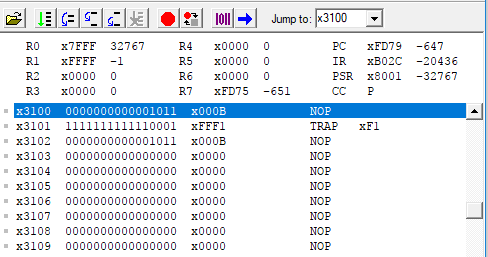 Jump to: x3100
R0 x7FFF 32767 R4 x0000 0 PC xFD79 -647
R1 xFFFF -1 R5 x0000 0 IR xB02C -20436
R2 x0000 0 R6 x0000 0 PSR x8001 -32767
R3 x0000 0 R7 xFD75 -651 CC P
x3100 0000000000001011 x000B NOP
x3101 1111111111110001 xFFF1 TRAP xF1
x3102 0000000000001011 x000B NOP
x3103 0000000000000000 x0000 NOP
x3104 0000000000000000 x0000 NOP
x3105 0000000000000000 x0000 NOP
x3106 0000000000000000 x0000 NOP
x3107 0000000000000000 x0000 NOP
x3108 0000000000000000 x0000 NOP
x3109 0000000000000000 x0000 NOP